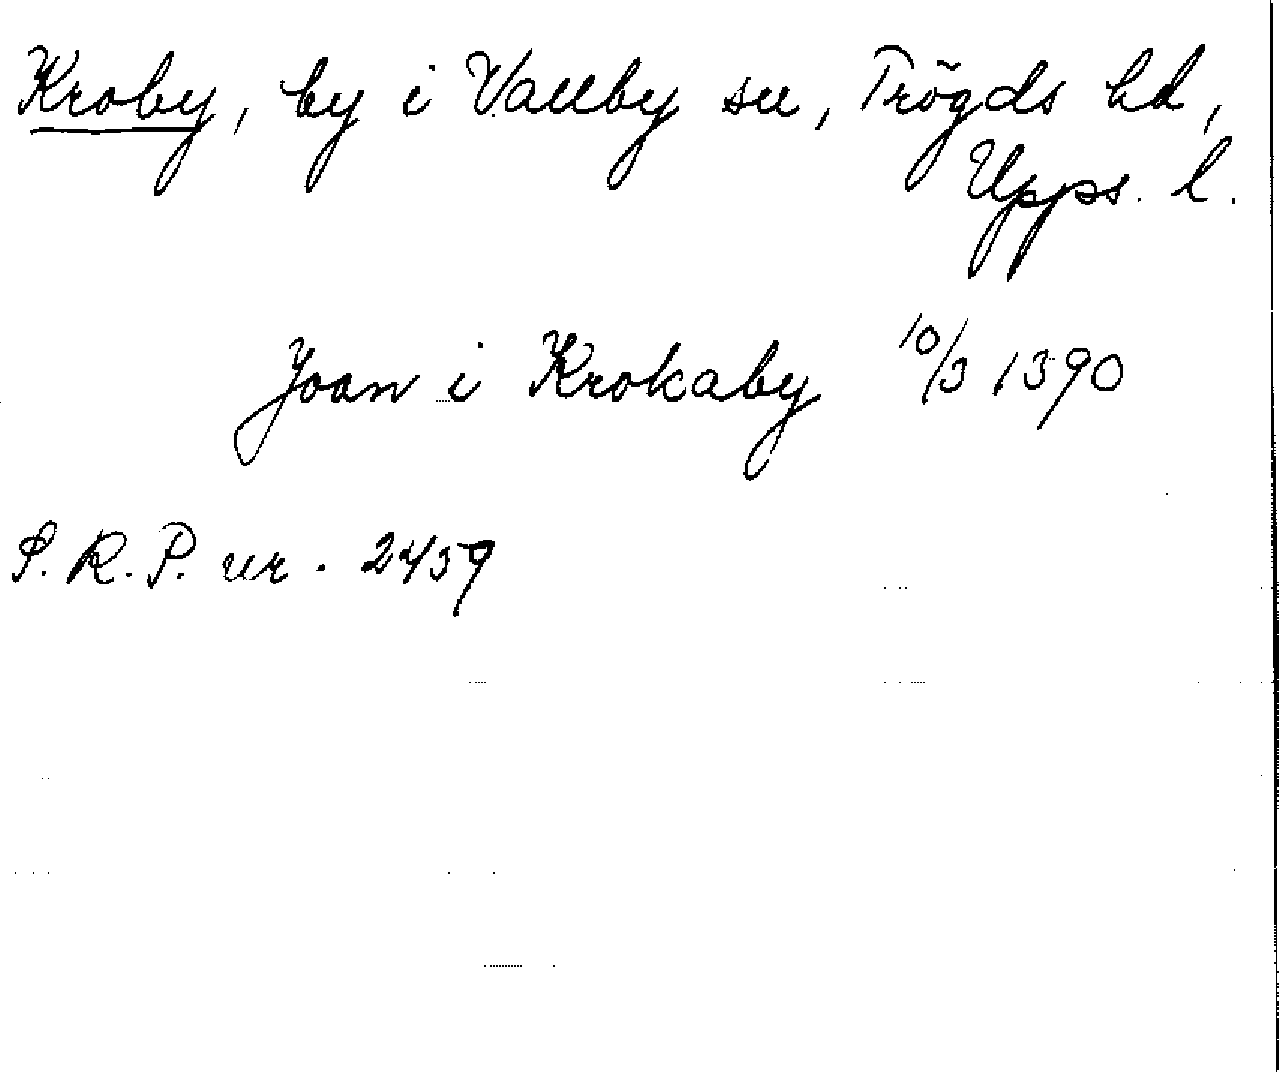 Kroby, by i Vallby sn, Trögds hd,
Upps. l.
Joan i Krokaby 10/3 1390
S.R.P. nr. 2459